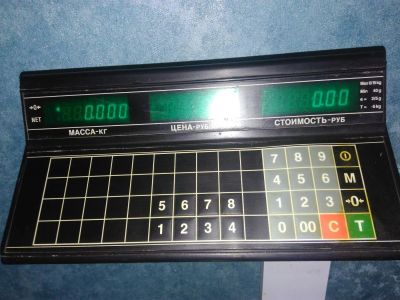 →0←
NET
0.000
0.00
Min 40g
МАССА-КГ
ЦЕНА-РУБ/
СТОИМОСТЬ-РУБ
7 8 9
4 5 6 M
5 6 7 8 1 2 3 →0←
1 2 3 4 0 00 C T